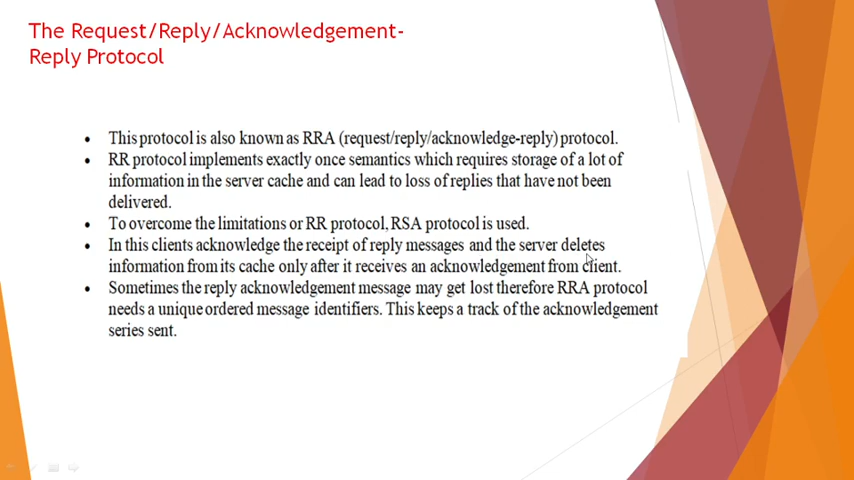 The Request/Reply/Acknowledgement-
Reply Protocol
• This protocol is also known as RRA (request/reply/acknowledge-reply) protocol.
• RR protocol implements exactly once semantics which requires storage of a lot of
information in the server cache and can lead to loss of replies that have not been
delivered.
• To overcome the limitations or RR protocol, RSA protocol is used.
• In this clients acknowledge the receipt of reply messages and the server deletes
information from its cache only after it receives an acknowledgement from client.
• Sometimes the reply acknowledgement message may get lost therefore RRA protocol
needs a unique ordered message identifiers. This keeps a track of the acknowledgement
series sent.